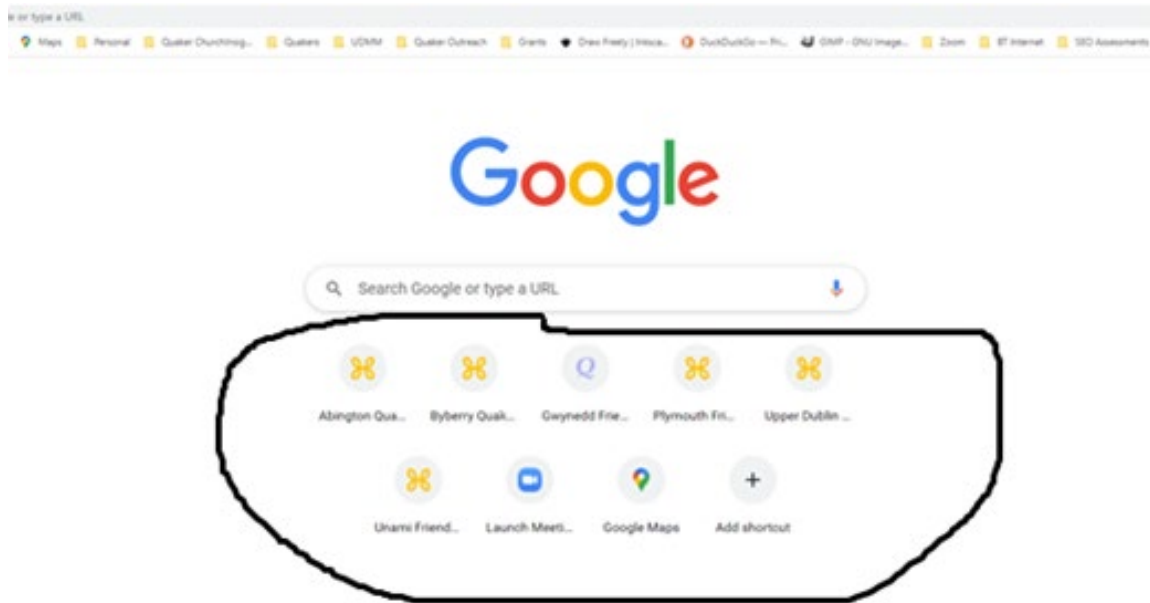 e or type a URL
Maps Personal Quaker ChurchInog... Quakers UDMM Quaker Outreach Grants Draw Freely | Inksca... DuckDuckGo — Pri... GIMP - GNU Image... Zoom BT Internet SEO Assessments
Google
Search Google or type a URL
Abington Qua... Byberry Quak... Gwynedd Frie... Plymouth Fri... Upper Dublin ...
Unami Friend... Launch Meeti... Google Maps Add shortcut